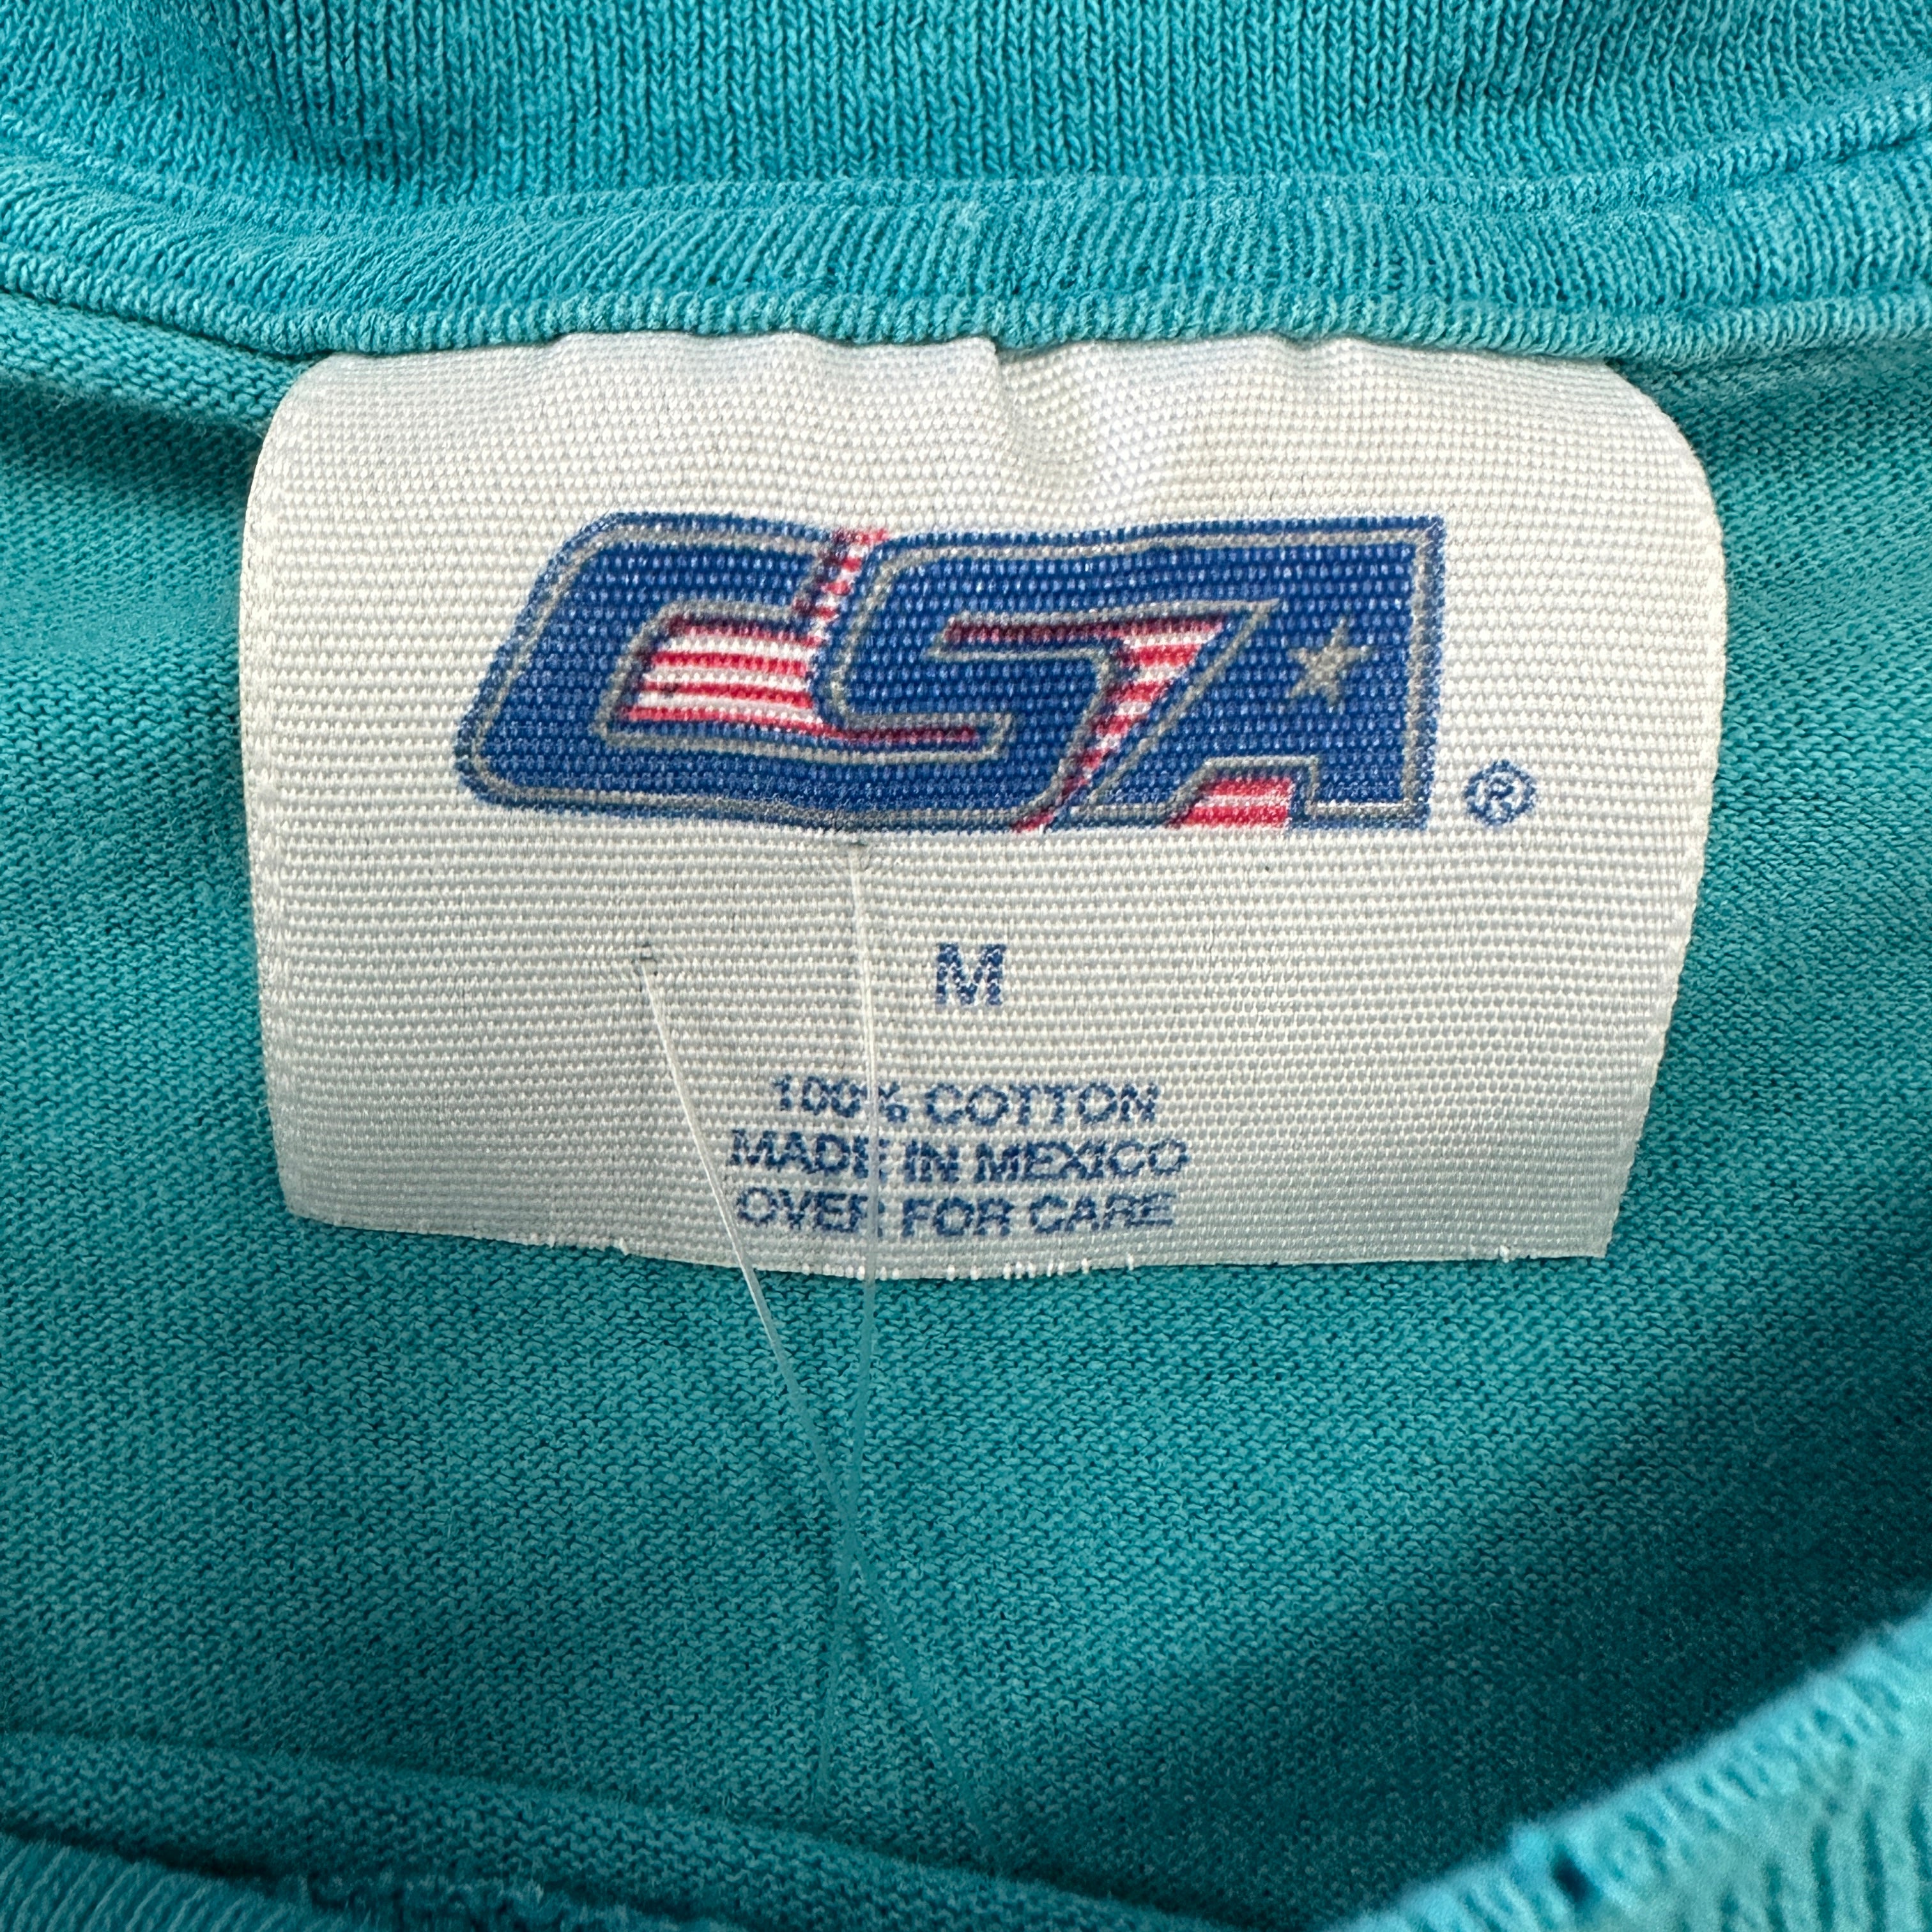 CSA ®
M
100% COTTON
MADE IN MEXICO
OVER FOR CARE